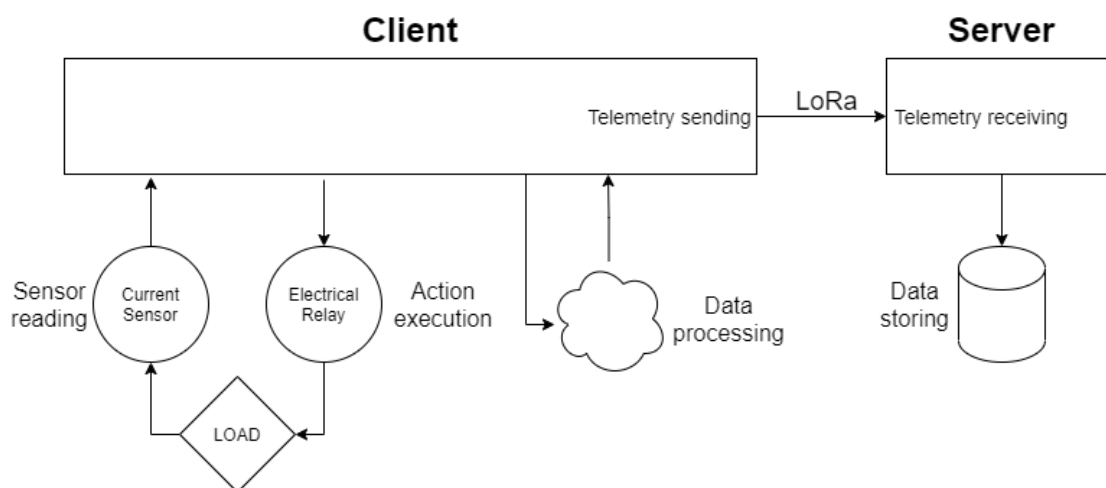 Client
Server
Telemetry sending
LoRa
Telemetry receiving
Sensor
reading
Current
Sensor
Electrical
Relay
Action
execution
Data
processing
Data
storing
LOAD